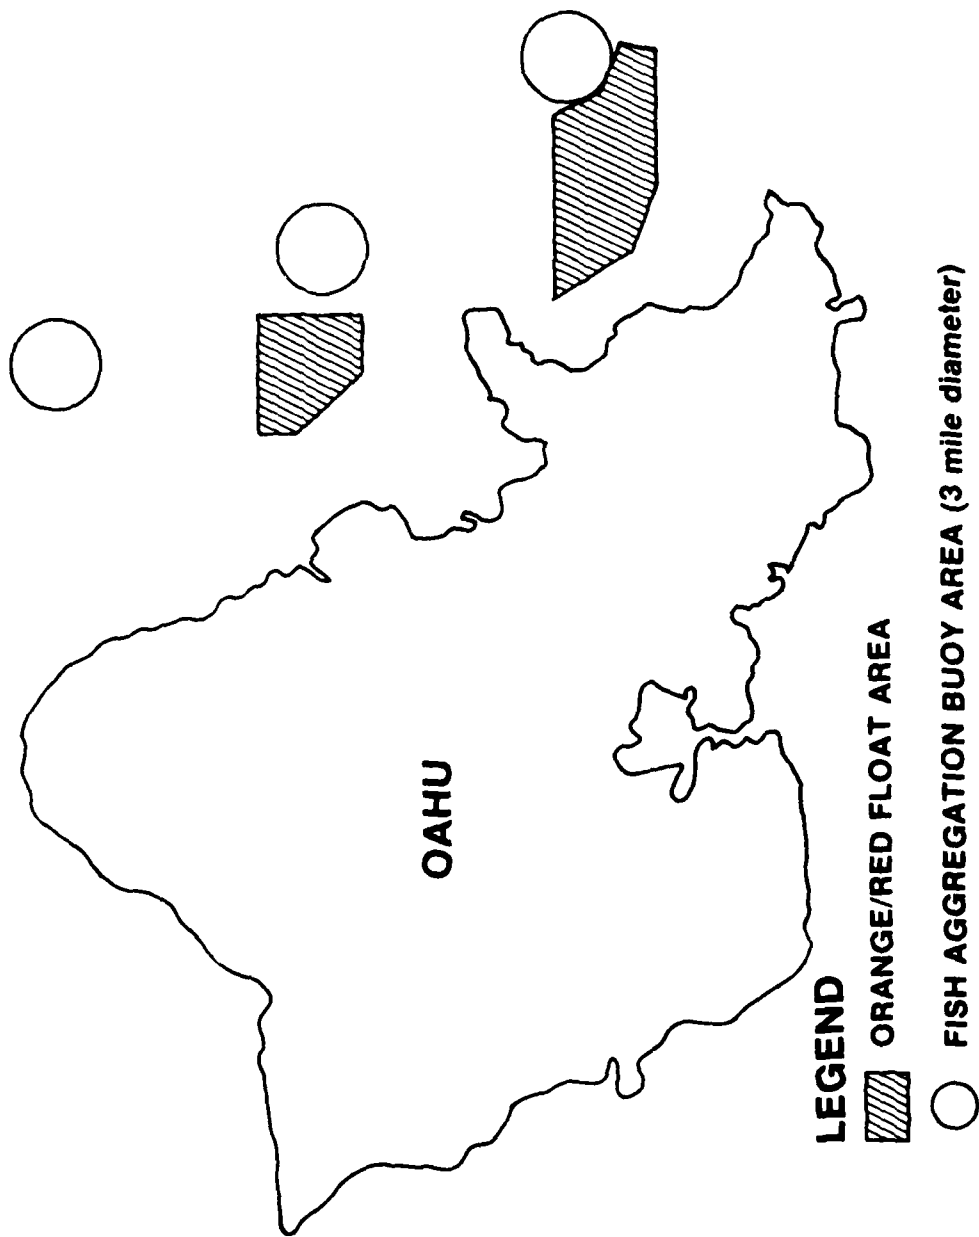 OAHU
LEGEND
ORANGE/RED FLOAT AREA
FISH AGGREGATION BUOY AREA (3 mile diameter)